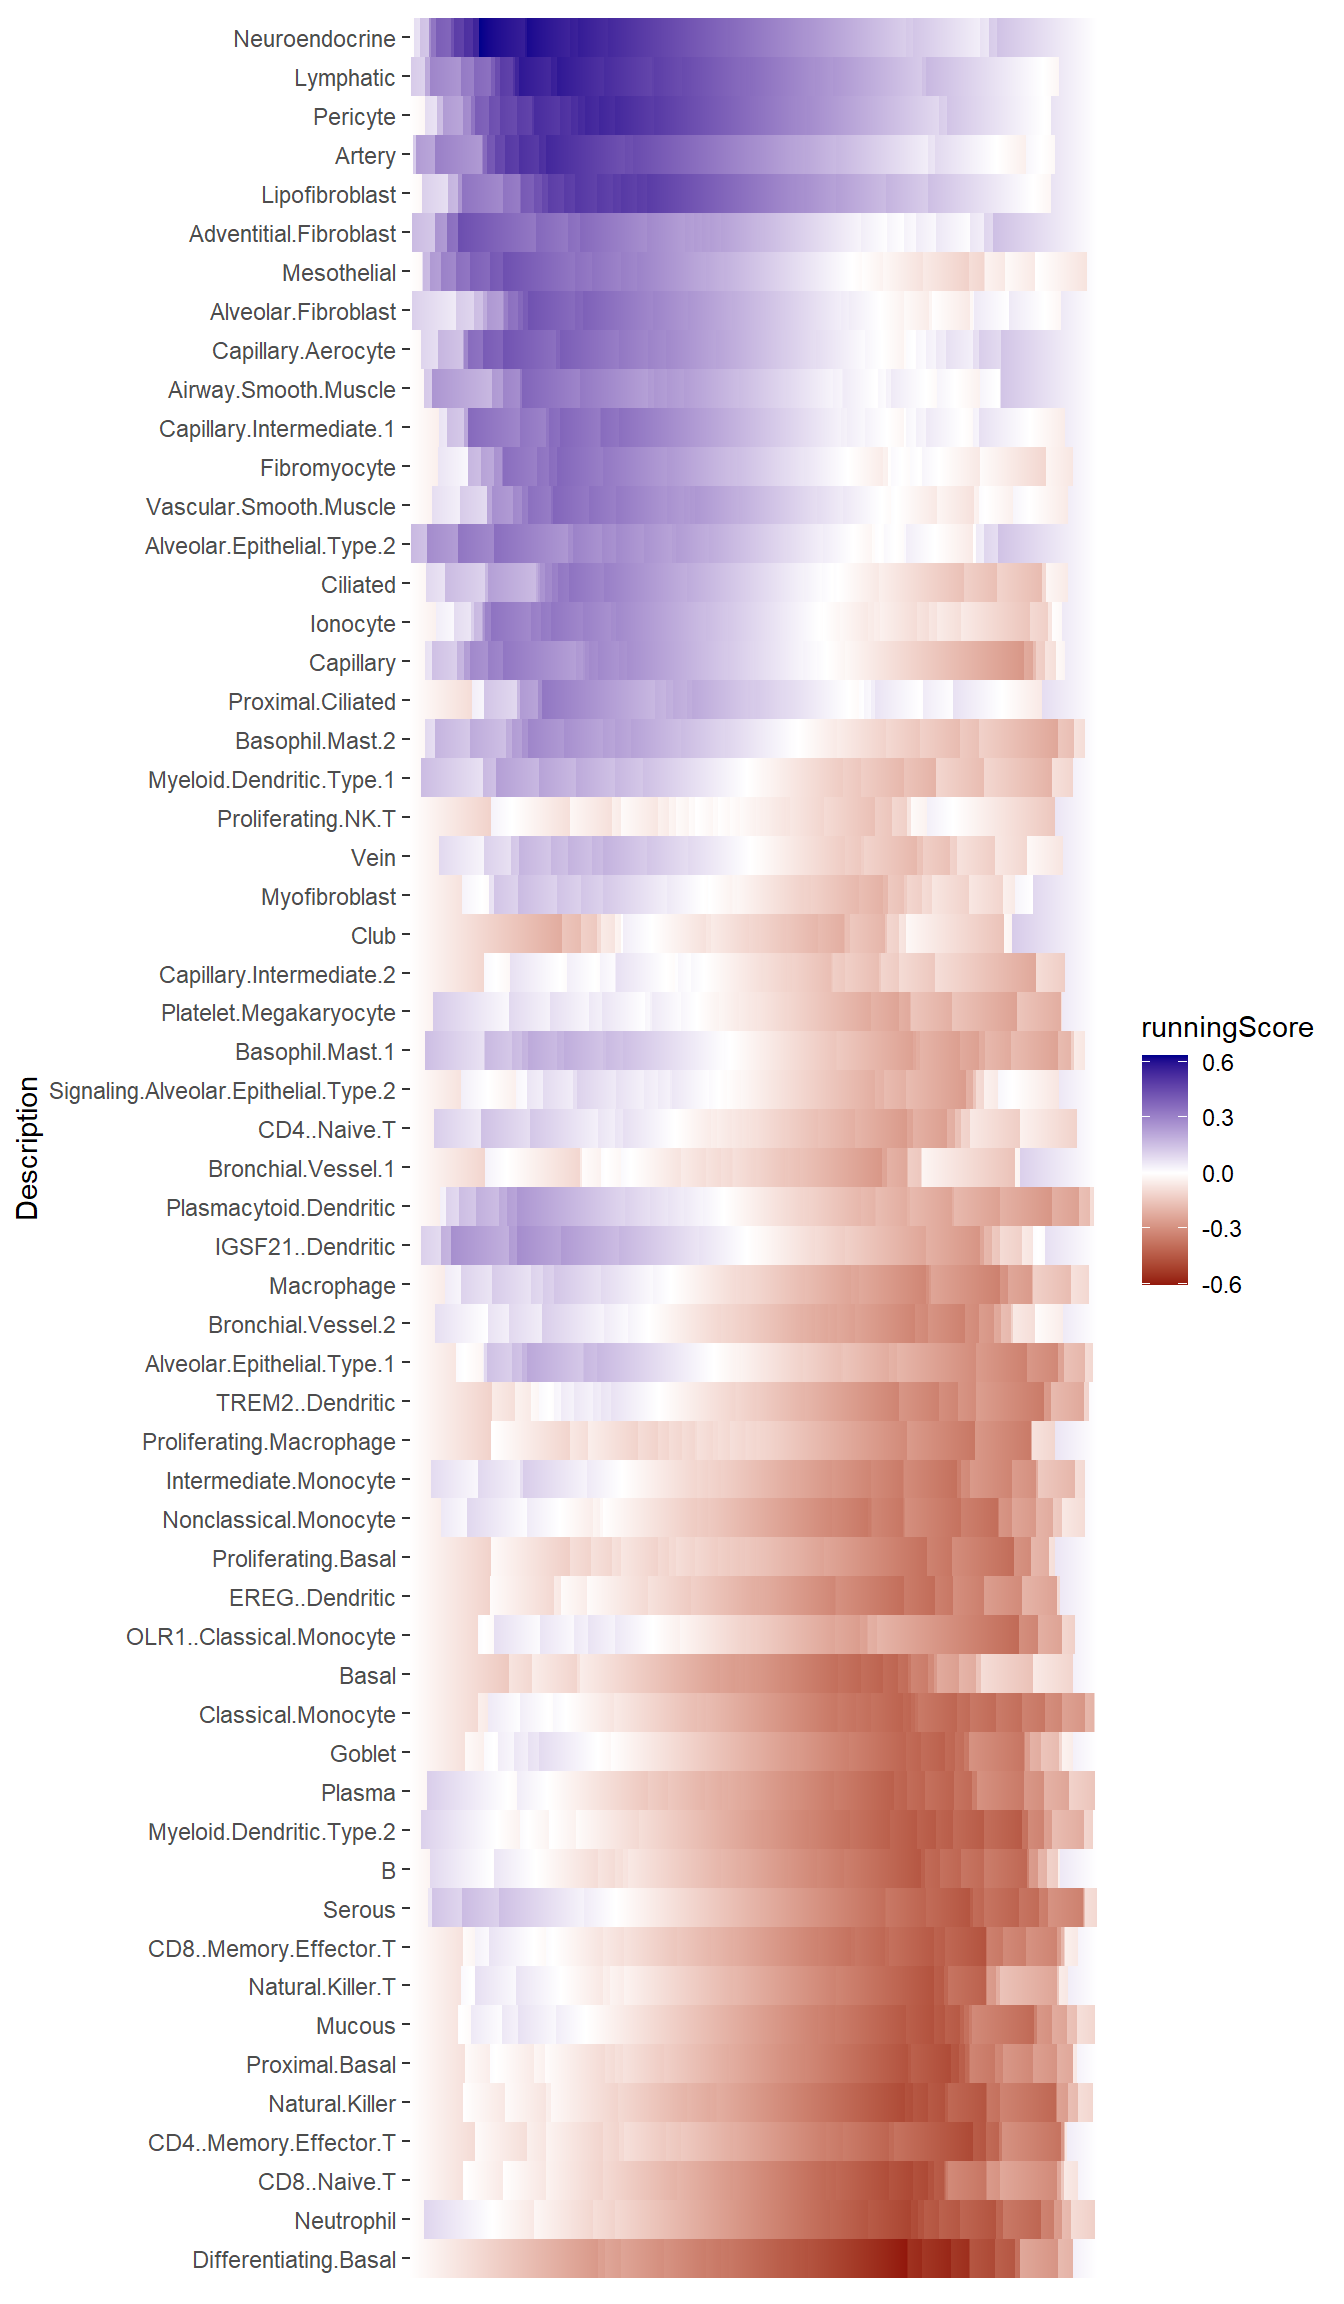 Neuroendocrine
Lymphatic
Pericyte
Artery
Lipofibroblast
Adventitial.Fibroblast
Mesothelial
Alveolar.Fibroblast
Capillary.Aerocyte
Airway.Smooth.Muscle
Capillary.Intermediate.1
Fibromyocyte
Vascular.Smooth.Muscle
Alveolar.Epithelial.Type.2
Ciliated
Ionocyte
Capillary
Proximal.Ciliated
Basophil.Mast.2
Myeloid.Dendritic.Type.1
Proliferating.NK.T
Vein
Myofibroblast
Club
Capillary.Intermediate.2
Platelet.Megakaryocyte
Basophil.Mast.1
Signaling.Alveolar.Epithelial.Type.2
CD4..Naive.T
Bronchial.Vessel.1
Plasmacytoid.Dendritic
IGSF21..Dendritic
Macrophage
Bronchial.Vessel.2
Alveolar.Epithelial.Type.1
TREM2..Dendritic
Proliferating.Macrophage
Intermediate.Monocyte
Nonclassical.Monocyte
Proliferating.Basal
EREG..Dendritic
OLR1..Classical.Monocyte
Basal
Classical.Monocyte
Goblet
Plasma
Myeloid.Dendritic.Type.2
B
Serous
CD8..Memory.Effector.T
Natural.Killer.T
Mucous
Proximal.Basal
Natural.Killer
CD4..Memory.Effector.T
CD8..Naive.T
Neutrophil
Differentiating.Basal
Description
runningScore
0.6
0.3
0.0
-0.3
-0.6